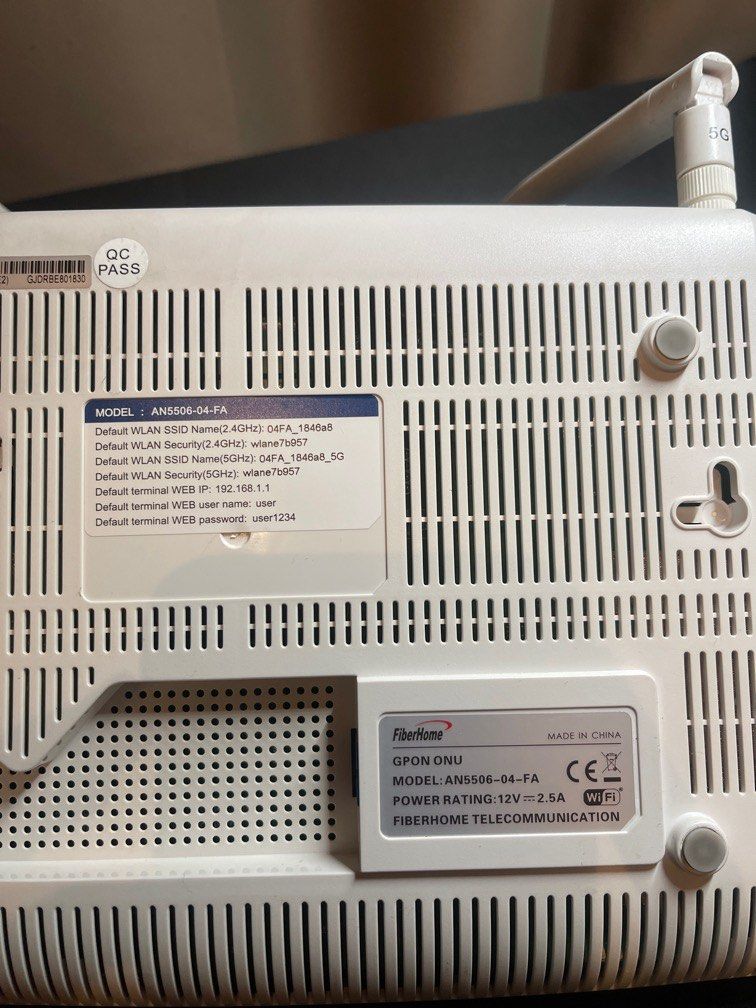 5G
QC
PASS
GJDRBE801830
MODEL : AN5506-04-FA
Default WLAN SSID Name(2.4GHz): 04FA_1846a8
Default WLAN Security(2.4GHz): wlane7b957
Default WLAN SSID Name(5GHz): 04FA_1846a8_5G
Default WLAN Security(5GHz): wlane7b957
Default terminal WEB IP: 192.168.1.1
Default terminal WEB user name: user
Default terminal WEB password: user1234
FiberHome MADE IN CHINA
GPON ONU
MODEL:AN5506-04-FA CE
POWER RATING:12V⎓2.5A WiFi
FIBERHOME TELECOMMUNICATION